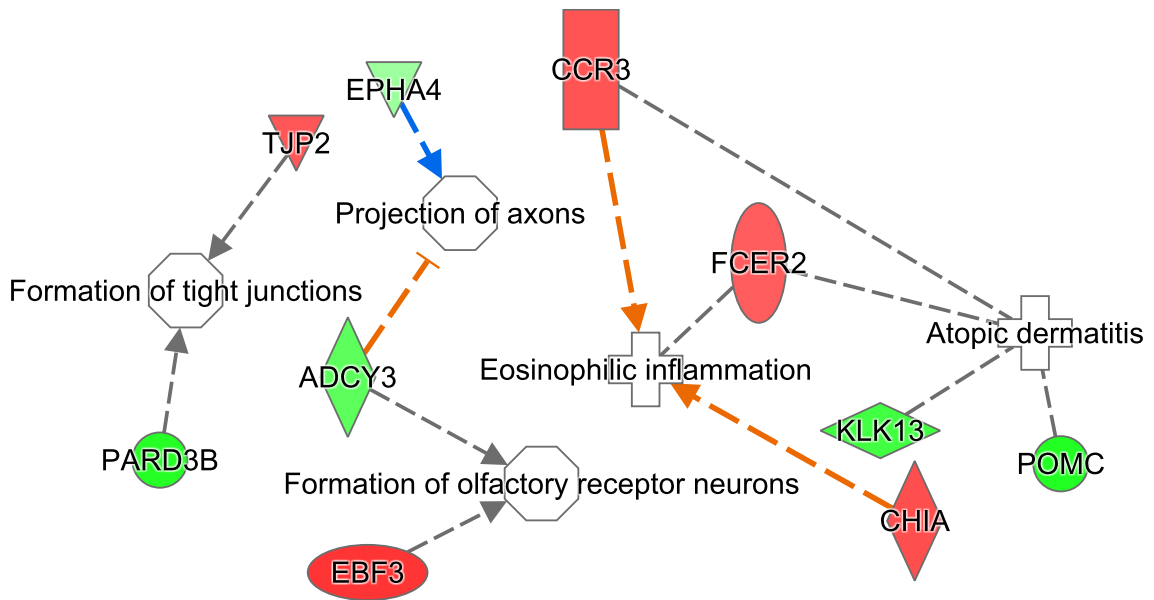 CCR3
EPHA4
TJP2
Projection of axons
FCER2
Formation of tight junctions
Atopic dermatitis
Eosinophilic inflammation
ADCY3
KLK13
PARD3B
POMC
Formation of olfactory receptor neurons
CHIA
EBF3